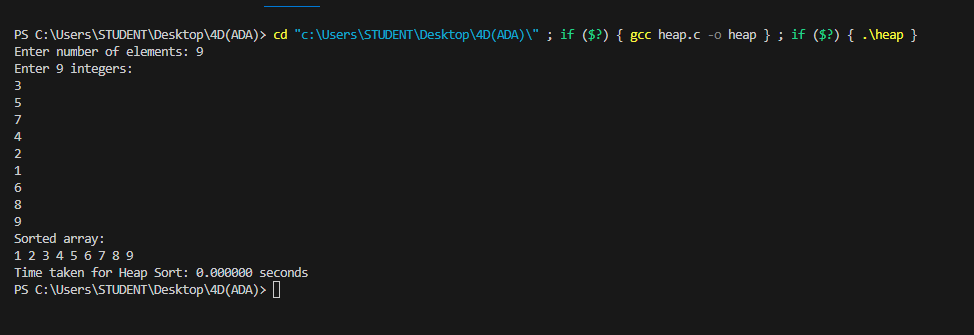 PS C:\Users\STUDENT\Desktop\4D(ADA)> cd "c:\Users\STUDENT\Desktop\4D(ADA)\" ; if ($?) { gcc heap.c -o heap } ; if ($?) { .\heap }
Enter number of elements: 9
Enter 9 integers:
3
5
7
4
2
1
6
8
9
Sorted array:
1 2 3 4 5 6 7 8 9
Time taken for Heap Sort: 0.000000 seconds
PS C:\Users\STUDENT\Desktop\4D(ADA)>